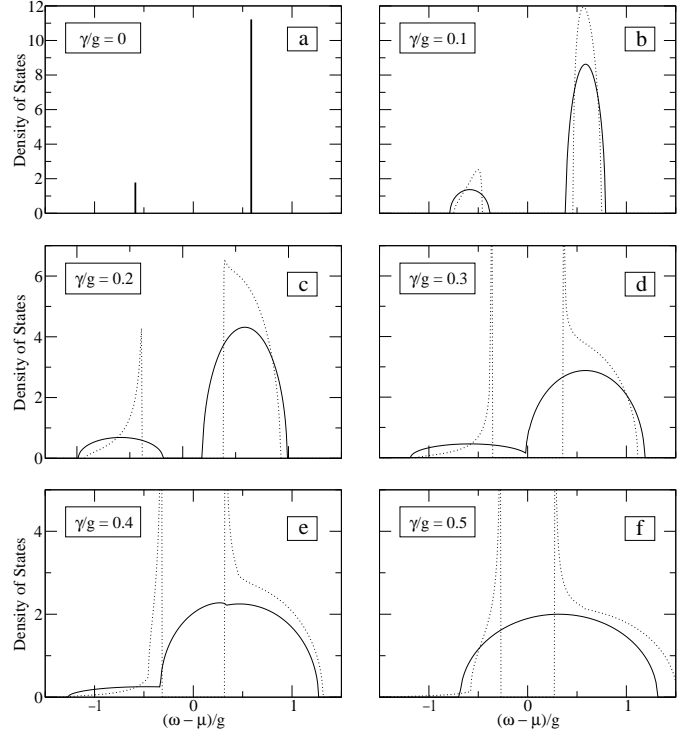 12
10
8
6
4
2
0
Density of States
γ/g = 0
a
γ/g = 0.1
b
6
4
2
0
Density of States
γ/g = 0.2
c
γ/g = 0.3
d
4
2
0
Density of States
γ/g = 0.4
e
γ/g = 0.5
f
−1 0 1
(ω − μ)/g
−1 0 1
(ω − μ)/g